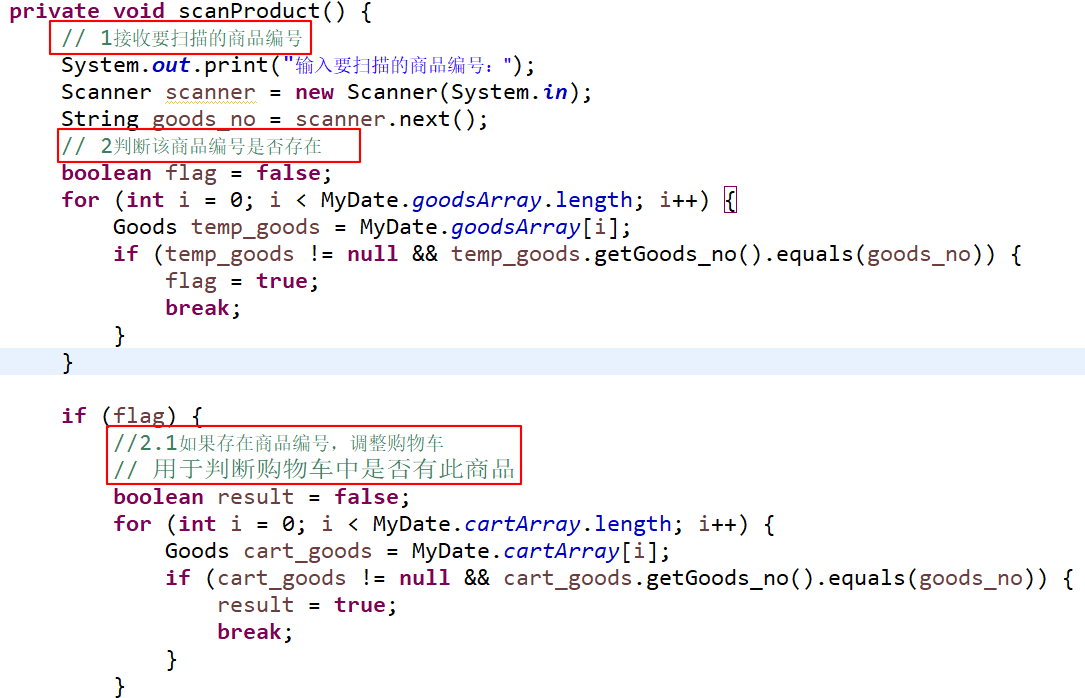 private void scanProduct() {
// 1接收要扫描的商品编号
System.out.print("输入要扫描的商品编号：");
Scanner scanner = new Scanner(System.in);
String goods_no = scanner.next();
// 2判断该商品编号是否存在
boolean flag = false;
for (int i = 0; i < MyDate.goodsArray.length; i++) {
Goods temp_goods = MyDate.goodsArray[i];
if (temp_goods != null && temp_goods.getGoods_no().equals(goods_no)) {
flag = true;
break;
}
}
if (flag) {
//2.1如果存在商品编号，调整购物车
// 用于判断购物车中是否有此商品
boolean result = false;
for (int i = 0; i < MyDate.cartArray.length; i++) {
Goods cart_goods = MyDate.cartArray[i];
if (cart_goods != null && cart_goods.getGoods_no().equals(goods_no)) {
result = true;
break;
}
}